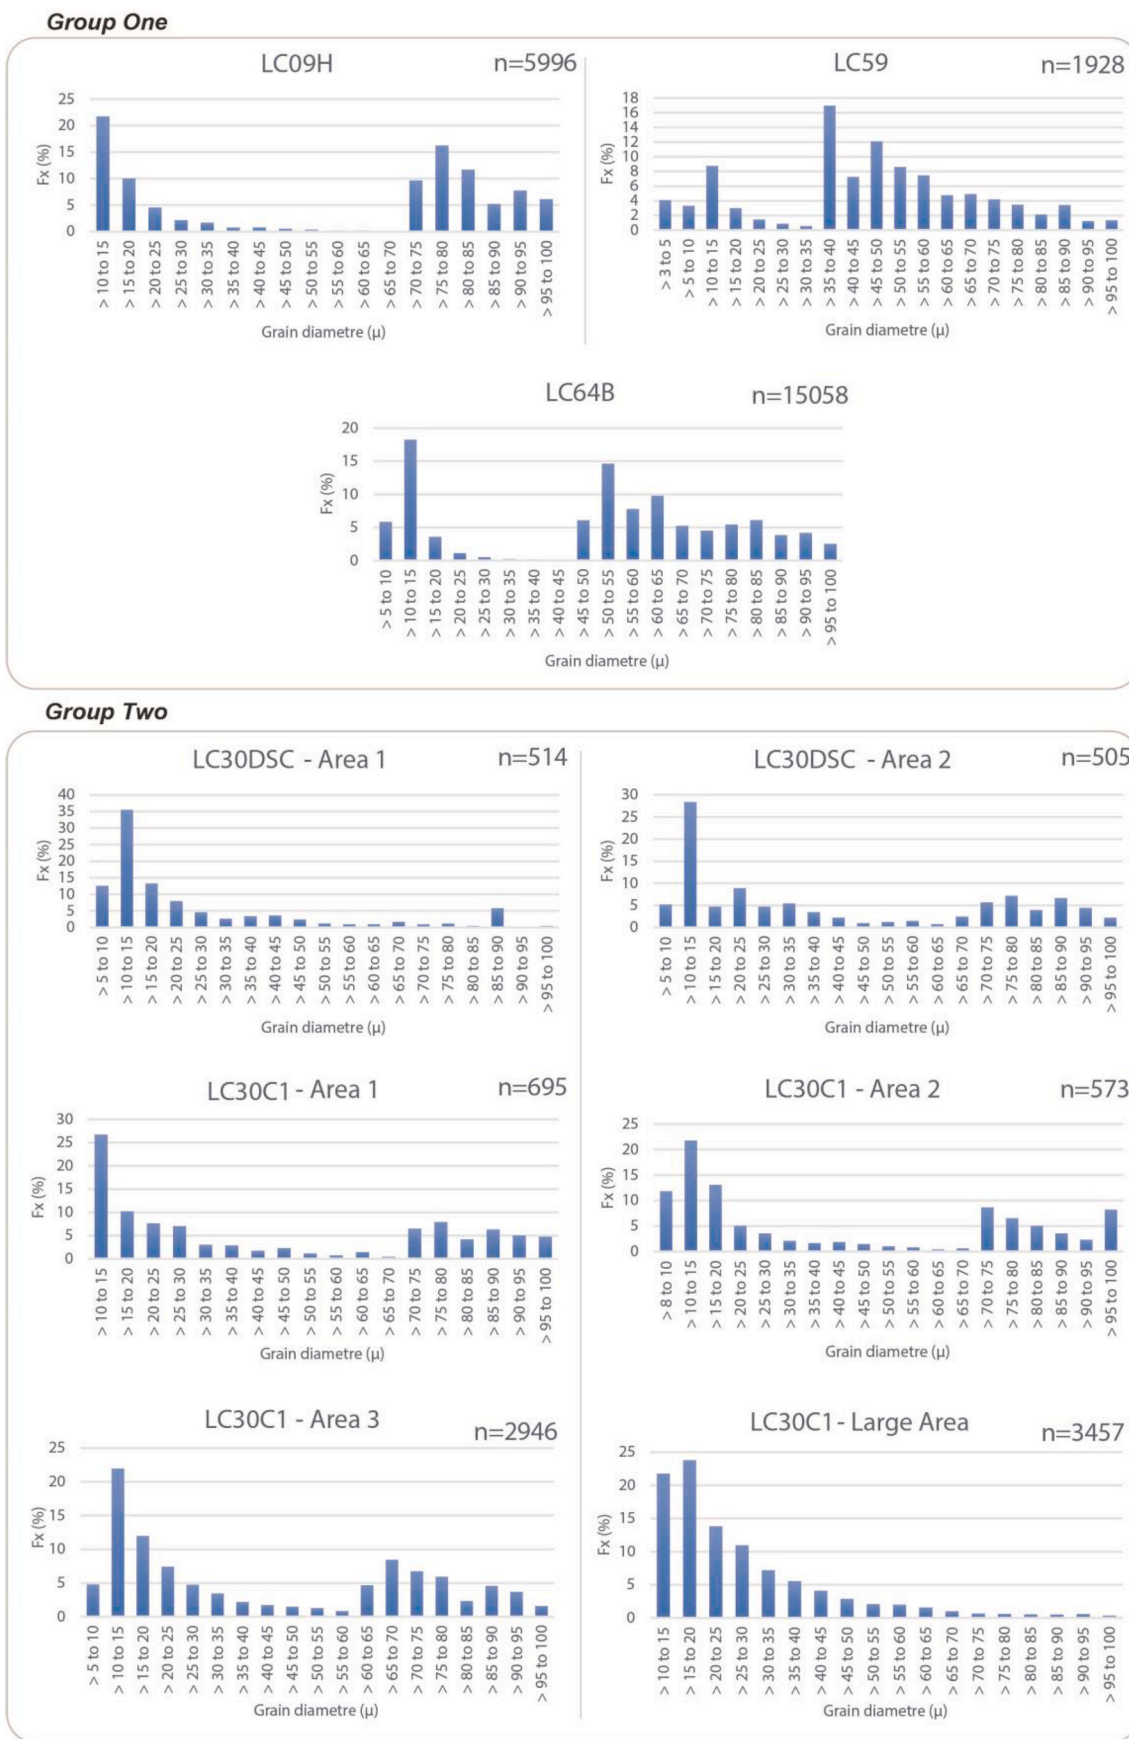 Group One
LC09H n=5996
25
20
15
10
5
0
Fx (%)
> 10 to 15
> 15 to 20
> 20 to 25
> 25 to 30
> 30 to 35
> 35 to 40
> 40 to 45
> 45 to 50
> 50 to 55
> 55 to 60
> 60 to 65
> 65 to 70
> 70 to 75
> 75 to 80
> 80 to 85
> 85 to 90
> 90 to 95
> 95 to 100
Grain diametre (μ)
LC59 n=1928
18
16
14
12
10
8
6
4
2
0
Fx (%)
> 3 to 5
> 5 to 10
> 10 to 15
> 15 to 20
> 20 to 25
> 25 to 30
> 30 to 35
> 35 to 40
> 40 to 45
> 45 to 50
> 50 to 55
> 55 to 60
> 60 to 65
> 65 to 70
> 70 to 75
> 75 to 80
> 80 to 85
> 85 to 90
> 90 to 95
> 95 to 100
Grain diametre (μ)
LC64B n=15058
20
15
10
5
0
Fx (%)
> 5 to 10
> 10 to 15
> 15 to 20
> 20 to 25
> 25 to 30
> 30 to 35
> 35 to 40
> 40 to 45
> 45 to 50
> 50 to 55
> 55 to 60
> 60 to 65
> 65 to 70
> 70 to 75
> 75 to 80
> 80 to 85
> 85 to 90
> 90 to 95
> 95 to 100
Grain diametre (μ)
Group Two
LC30DSC - Area 1 n=514
40
35
30
25
20
15
10
5
0
Fx (%)
> 5 to 10
> 10 to 15
> 15 to 20
> 20 to 25
> 25 to 30
> 30 to 35
> 35 to 40
> 40 to 45
> 45 to 50
> 50 to 55
> 55 to 60
> 60 to 65
> 65 to 70
> 70 to 75
> 75 to 80
> 80 to 85
> 85 to 90
> 90 to 95
> 95 to 100
Grain diametre (μ)
LC30DSC - Area 2 n=505
30
25
20
15
10
5
0
Fx (%)
> 5 to 10
> 10 to 15
> 15 to 20
> 20 to 25
> 25 to 30
> 30 to 35
> 35 to 40
> 40 to 45
> 45 to 50
> 50 to 55
> 55 to 60
> 60 to 65
> 65 to 70
> 70 to 75
> 75 to 80
> 80 to 85
> 85 to 90
> 90 to 95
> 95 to 100
Grain diametre (μ)
LC30C1 - Area 1 n=695
30
25
20
15
10
5
0
Fx (%)
> 10 to 15
> 15 to 20
> 20 to 25
> 25 to 30
> 30 to 35
> 35 to 40
> 40 to 45
> 45 to 50
> 50 to 55
> 55 to 60
> 60 to 65
> 65 to 70
> 70 to 75
> 75 to 80
> 80 to 85
> 85 to 90
> 90 to 95
> 95 to 100
Grain diametre (μ)
LC30C1 - Area 2 n=573
25
20
15
10
5
0
Fx (%)
> 8 to 10
> 10 to 15
> 15 to 20
> 20 to 25
> 25 to 30
> 30 to 35
> 35 to 40
> 40 to 45
> 45 to 50
> 50 to 55
> 55 to 60
> 60 to 65
> 65 to 70
> 70 to 75
> 75 to 80
> 80 to 85
> 85 to 90
> 90 to 95
> 95 to 100
Grain diametre (μ)
LC30C1 - Area 3 n=2946
25
20
15
10
5
0
Fx (%)
> 5 to 10
> 10 to 15
> 15 to 20
> 20 to 25
> 25 to 30
> 30 to 35
> 35 to 40
> 40 to 45
> 45 to 50
> 50 to 55
> 55 to 60
> 60 to 65
> 65 to 70
> 70 to 75
> 75 to 80
> 80 to 85
> 85 to 90
> 90 to 95
> 95 to 100
Grain diametre (μ)
LC30C1 - Large Area n=3457
25
20
15
10
5
0
Fx (%)
> 10 to 15
> 15 to 20
> 20 to 25
> 25 to 30
> 30 to 35
> 35 to 40
> 40 to 45
> 45 to 50
> 50 to 55
> 55 to 60
> 60 to 65
> 65 to 70
> 70 to 75
> 75 to 80
> 80 to 85
> 85 to 90
> 90 to 95
> 95 to 100
Grain diametre (μ)